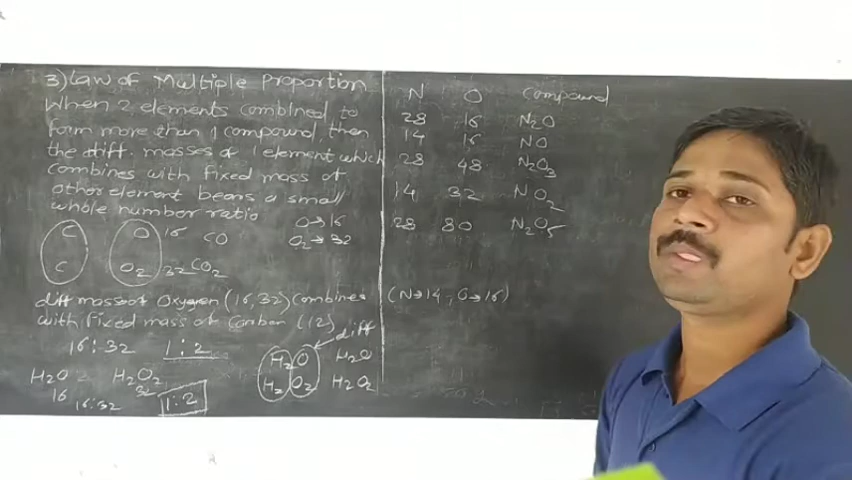 3) Law of Multiple Proportion
When 2 elements combined to
form more than 1 compound, then
the diff. masses of 1 element which
combines with fixed mass of
other element bears a small
whole number ratio
O→16
C O 16 CO
O₂→32
C O₂ 32 CO₂
diff masses of Oxygen (16,32) combines
with fixed mass of Carbon (12)
16:32 1:2
diff
H₂O H₂O
H₂O H₂O₂
H₂ O₂ H₂O₂
16 32
16:32 1:2
N O Compound
28 16 N₂O
14 16 NO
28 48 N₂O₃
14 32 NO₂
28 80 N₂O₅
(N→14, O→16)